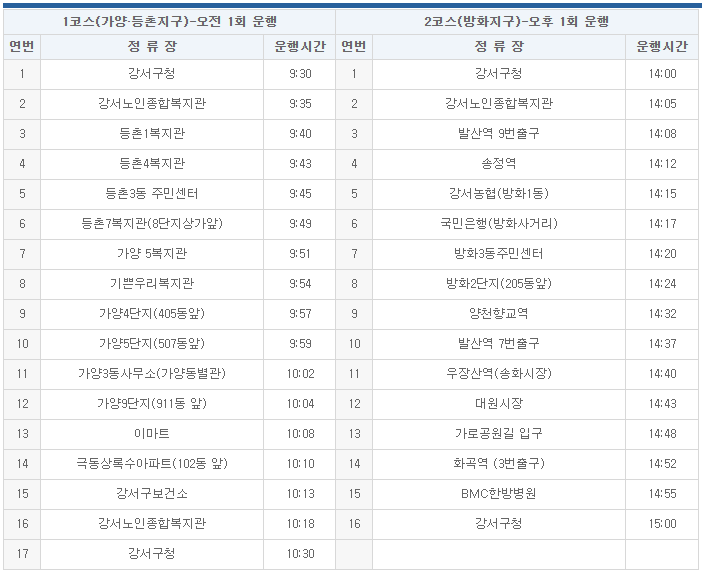 1코스(가양·등촌지구)-오전 1회 운행 2코스(방화지구)-오후 1회 운행
연번 정 류 장 운행시간 연번 정 류 장 운행시간
1 강서구청 9:30 1 강서구청 14:00
2 강서노인종합복지관 9:35 2 강서노인종합복지관 14:05
3 등촌1복지관 9:40 3 발산역 9번출구 14:08
4 등촌4복지관 9:43 4 송정역 14:12
5 등촌3동 주민센터 9:45 5 강서농협(방화1동) 14:15
6 등촌7복지관(8단지상가앞) 9:49 6 국민은행(방화사거리) 14:17
7 가양 5복지관 9:51 7 방화3동주민센터 14:20
8 기쁜우리복지관 9:54 8 방화2단지(205동앞) 14:24
9 가양4단지(405동앞) 9:57 9 양천향교역 14:32
10 가양5단지(507동앞) 9:59 10 발산역 7번출구 14:37
11 가양3동사무소(가양동별관) 10:02 11 우장산역(송화시장) 14:40
12 가양9단지(911동 앞) 10:04 12 대원시장 14:43
13 이마트 10:08 13 가로공원길 입구 14:48
14 극동상록수아파트(102동 앞) 10:10 14 화곡역 (3번출구) 14:52
15 강서구보건소 10:13 15 BMC한방병원 14:55
16 강서노인종합복지관 10:18 16 강서구청 15:00
17 강서구청 10:30